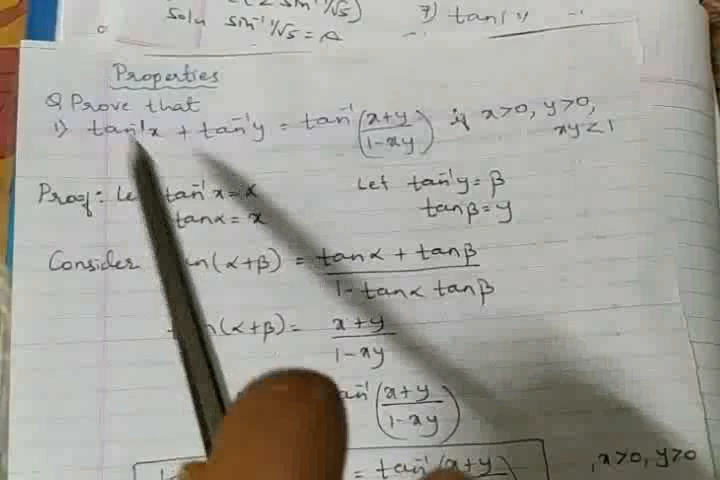 Soln sin⁻¹ 1/√5 = A
7) tan(
Properties
Q Prove that
1) tan⁻¹x + tan⁻¹y = tan⁻¹(x+y / 1-xy) if x>0, y>0,
xy<1
Proof: Let tan⁻¹x = α Let tan⁻¹y = β
tanα = x tanβ = y
Consider (α+β) = tanα + tanβ / 1 - tanα tanβ
(α+β) = x+y / 1-xy
(x+y / 1-xy)
= tan⁻¹(x+y , x>0, y>0